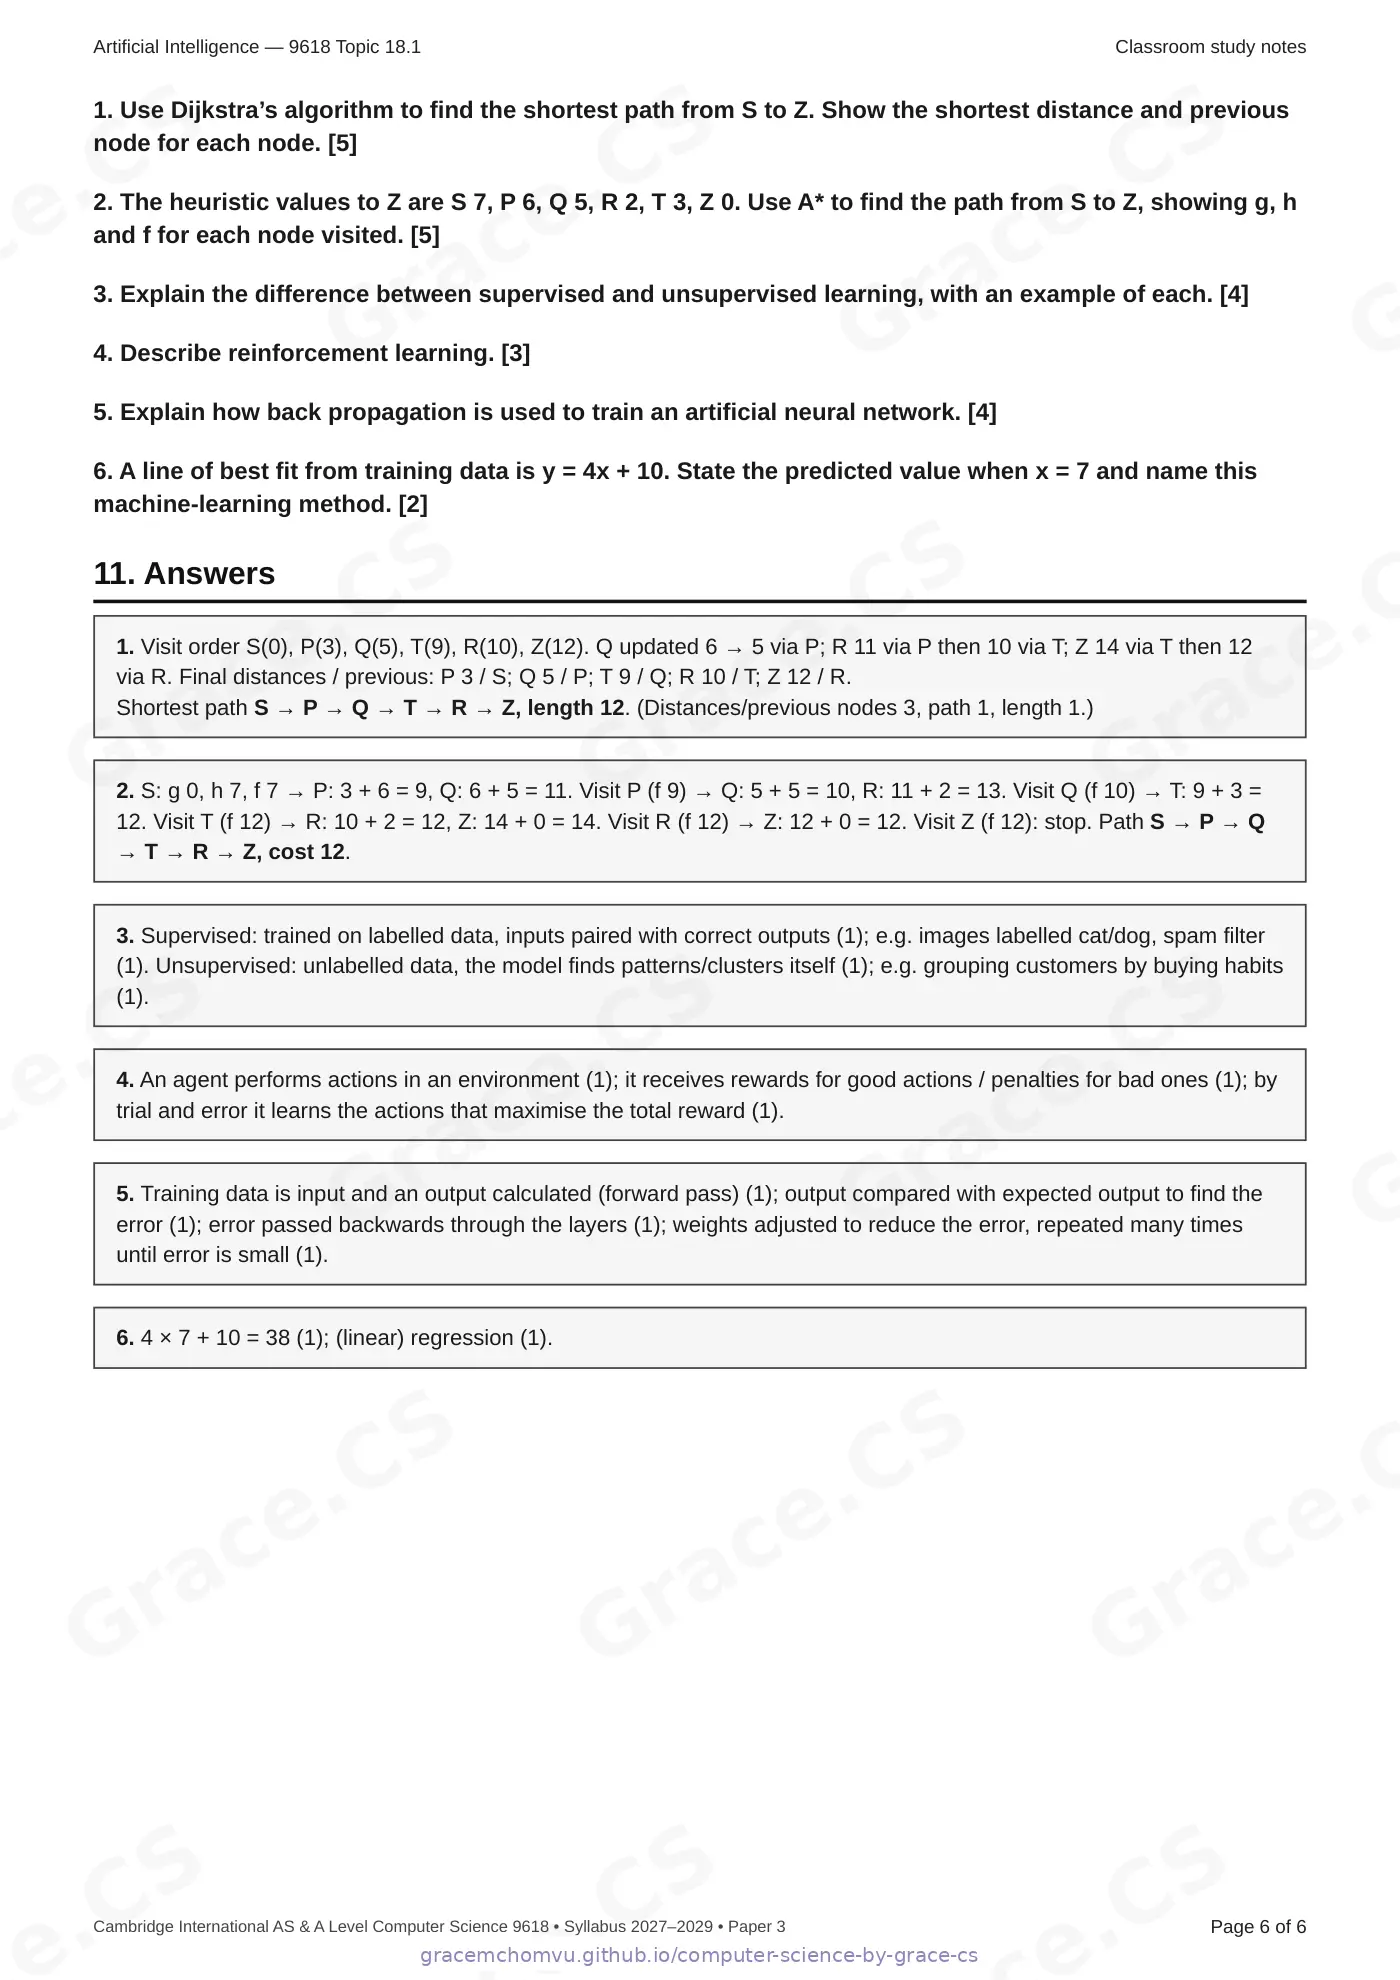 Artificial Intelligence — 9618 Topic 18.1
Classroom study notes
1. Use Dijkstra’s algorithm to find the shortest path from S to Z. Show the shortest distance and previous
node for each node. [5]
2. The heuristic values to Z are S 7, P 6, Q 5, R 2, T 3, Z 0. Use A* to find the path from S to Z, showing g, h
and f for each node visited. [5]
3. Explain the difference between supervised and unsupervised learning, with an example of each. [4]
4. Describe reinforcement learning. [3]
5. Explain how back propagation is used to train an artificial neural network. [4]
6. A line of best fit from training data is y = 4x + 10. State the predicted value when x = 7 and name this
machine-learning method. [2]
11. Answers
1. Visit order S(0), P(3), Q(5), T(9), R(10), Z(12). Q updated 6 → 5 via P; R 11 via P then 10 via T; Z 14 via T then 12
via R. Final distances / previous: P 3 / S; Q 5 / P; T 9 / Q; R 10 / T; Z 12 / R.
Shortest path S → P → Q → T → R → Z, length 12. (Distances/previous nodes 3, path 1, length 1.)
2. S: g 0, h 7, f 7 → P: 3 + 6 = 9, Q: 6 + 5 = 11. Visit P (f 9) → Q: 5 + 5 = 10, R: 11 + 2 = 13. Visit Q (f 10) → T: 9 + 3 =
12. Visit T (f 12) → R: 10 + 2 = 12, Z: 14 + 0 = 14. Visit R (f 12) → Z: 12 + 0 = 12. Visit Z (f 12): stop. Path S → P → Q
→ T → R → Z, cost 12.
3. Supervised: trained on labelled data, inputs paired with correct outputs (1); e.g. images labelled cat/dog, spam filter
(1). Unsupervised: unlabelled data, the model finds patterns/clusters itself (1); e.g. grouping customers by buying habits
(1).
4. An agent performs actions in an environment (1); it receives rewards for good actions / penalties for bad ones (1); by
trial and error it learns the actions that maximise the total reward (1).
5. Training data is input and an output calculated (forward pass) (1); output compared with expected output to find the
error (1); error passed backwards through the layers (1); weights adjusted to reduce the error, repeated many times
until error is small (1).
6. 4 × 7 + 10 = 38 (1); (linear) regression (1).
Cambridge International AS & A Level Computer Science 9618 • Syllabus 2027–2029 • Paper 3
Page 6 of 6
gracemchomvu.github.io/computer-science-by-grace-cs
Grace.CS